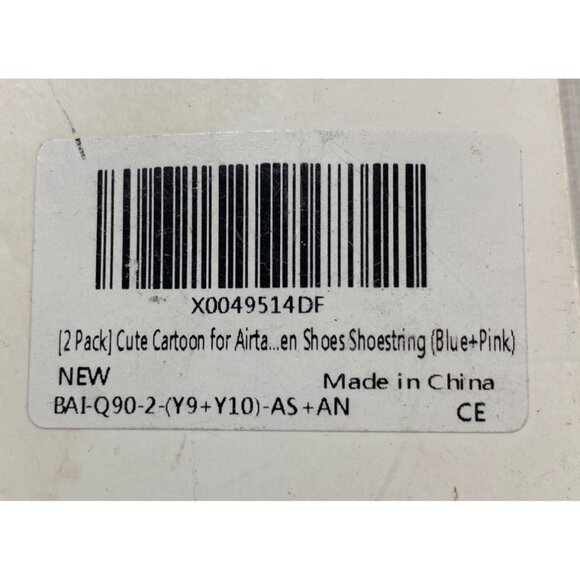 X0049514DF
[2 Pack] Cute Cartoon for Airta...en Shoes Shoestring (Blue+Pink)
NEW
Made in China
BAI-Q90-2-(Y9+Y10)-AS+AN
CE